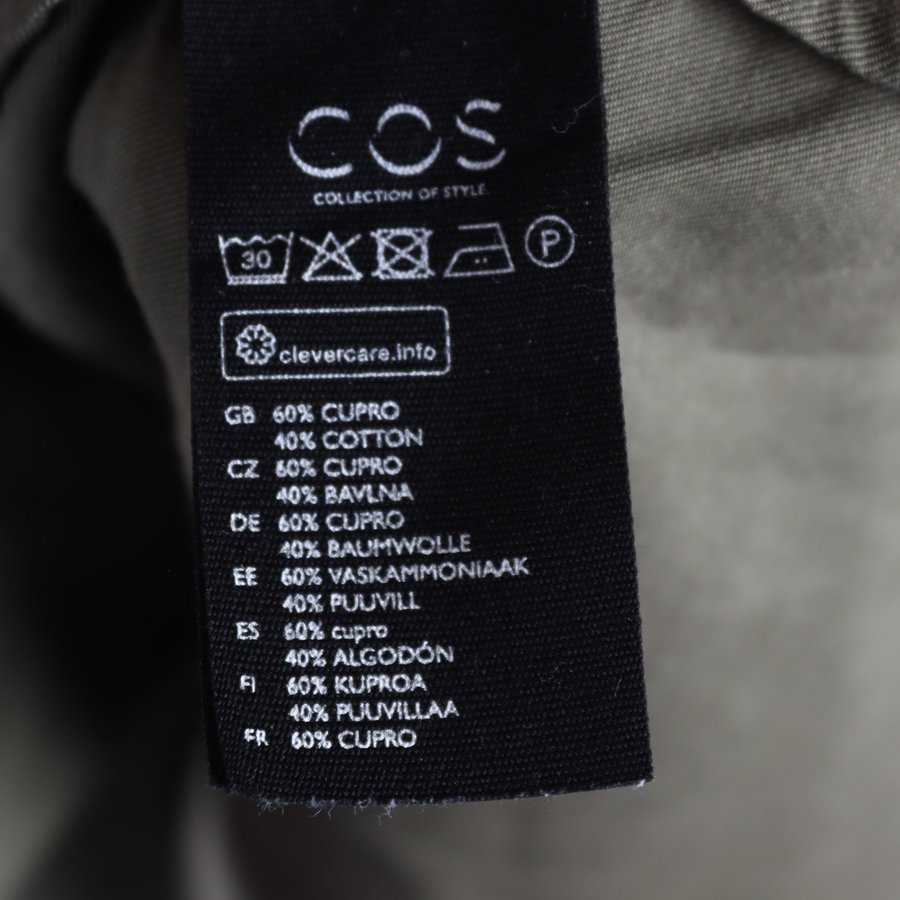 COS
COLLECTION OF STYLE
30 P
clevercare.info
GB 60% CUPRO
40% COTTON
CZ 60% CUPRO
40% BAVLNA
DE 60% CUPRO
40% BAUMWOLLE
EE 60% VASKAMMONIAAK
40% PUUVILL
ES 60% cupro
40% ALGODÓN
FI 60% KUPROA
40% PUUVILLAA
FR 60% CUPRO